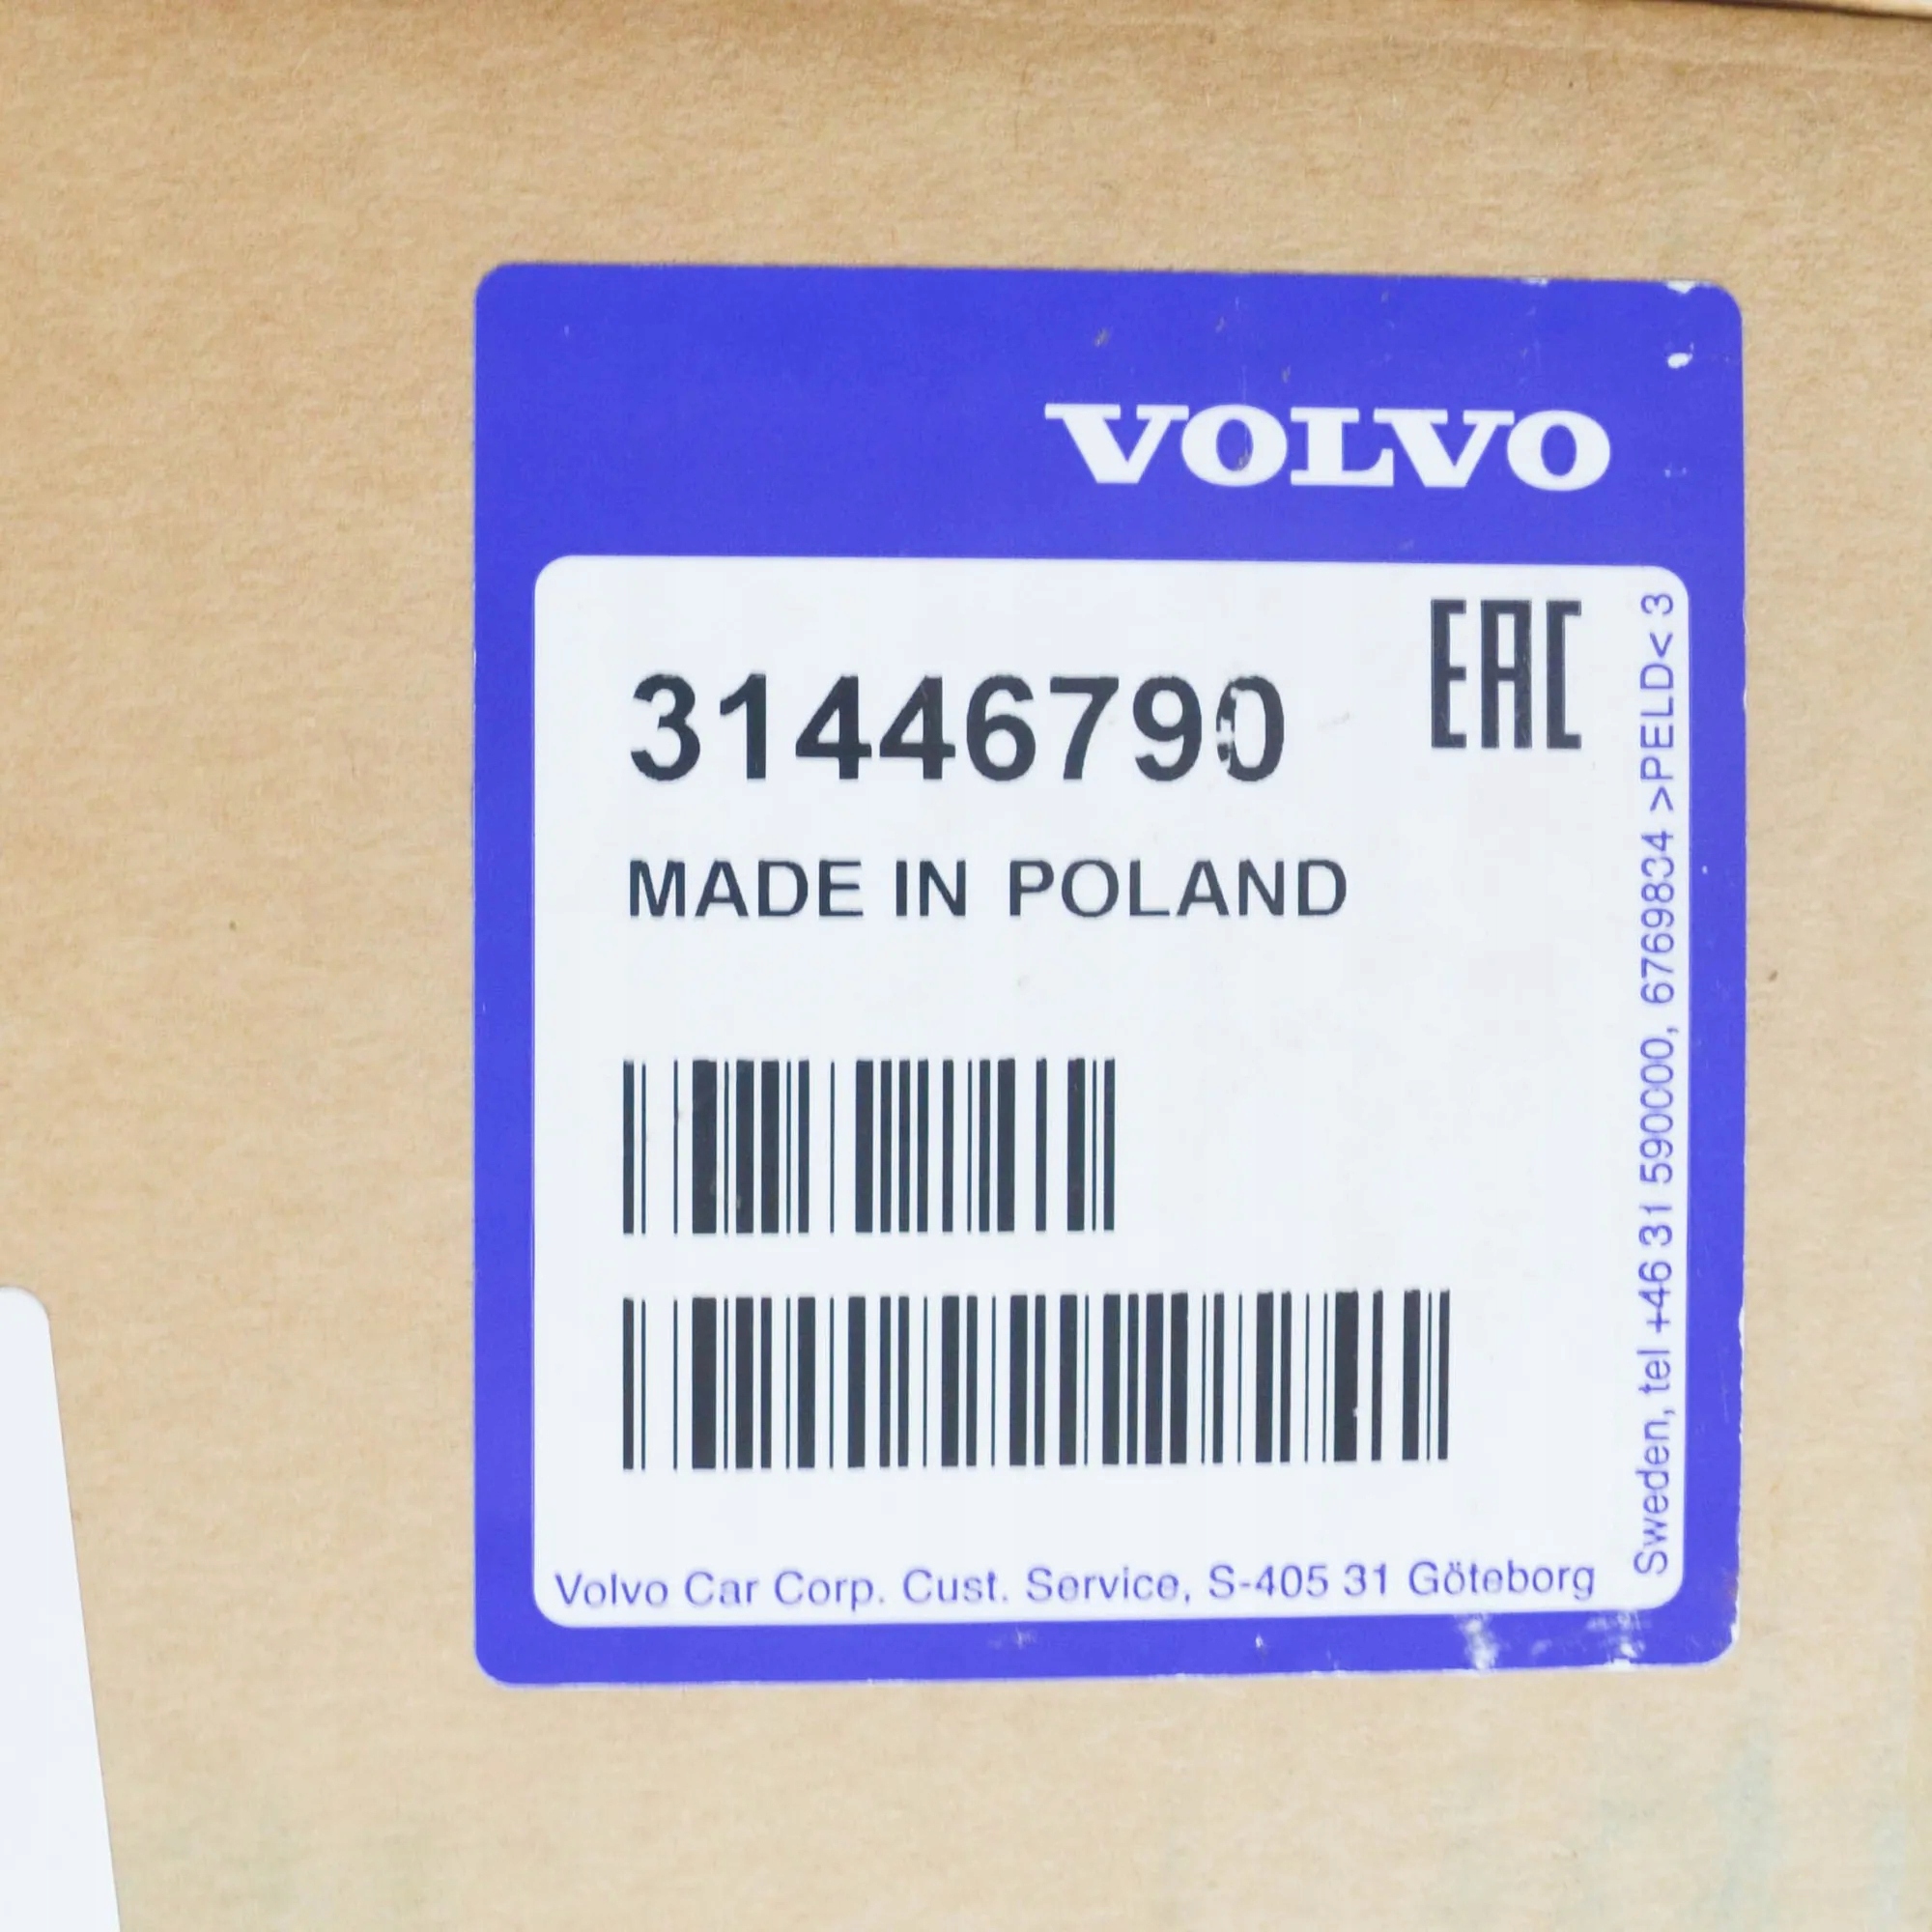 VOLVO
EAC
31446790
MADE IN POLAND
Volvo Car Corp. Cust. Service, S-405 31 Göteborg
Sweden, tel +46 31 590000, 6769834 >PELD< 3